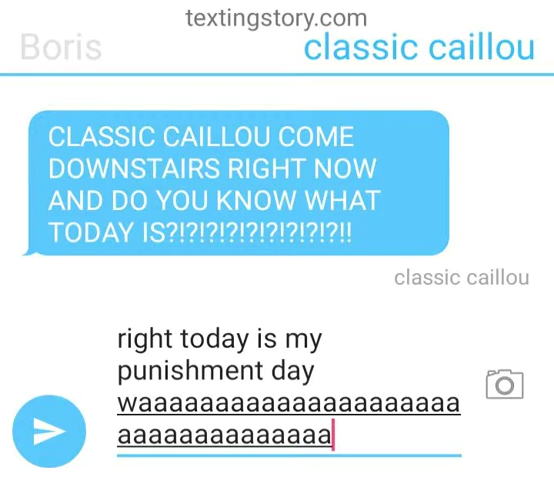 textingstory.com
Boris
classic caillou
CLASSIC CAILLOU COME
DOWNSTAIRS RIGHT NOW
AND DO YOU KNOW WHAT
TODAY IS?!?!?!?!?!?!?!?!?!!
classic caillou
right today is my
punishment day
waaaaaaaaaaaaaaaaaaaaa
aaaaaaaaaaaaaa